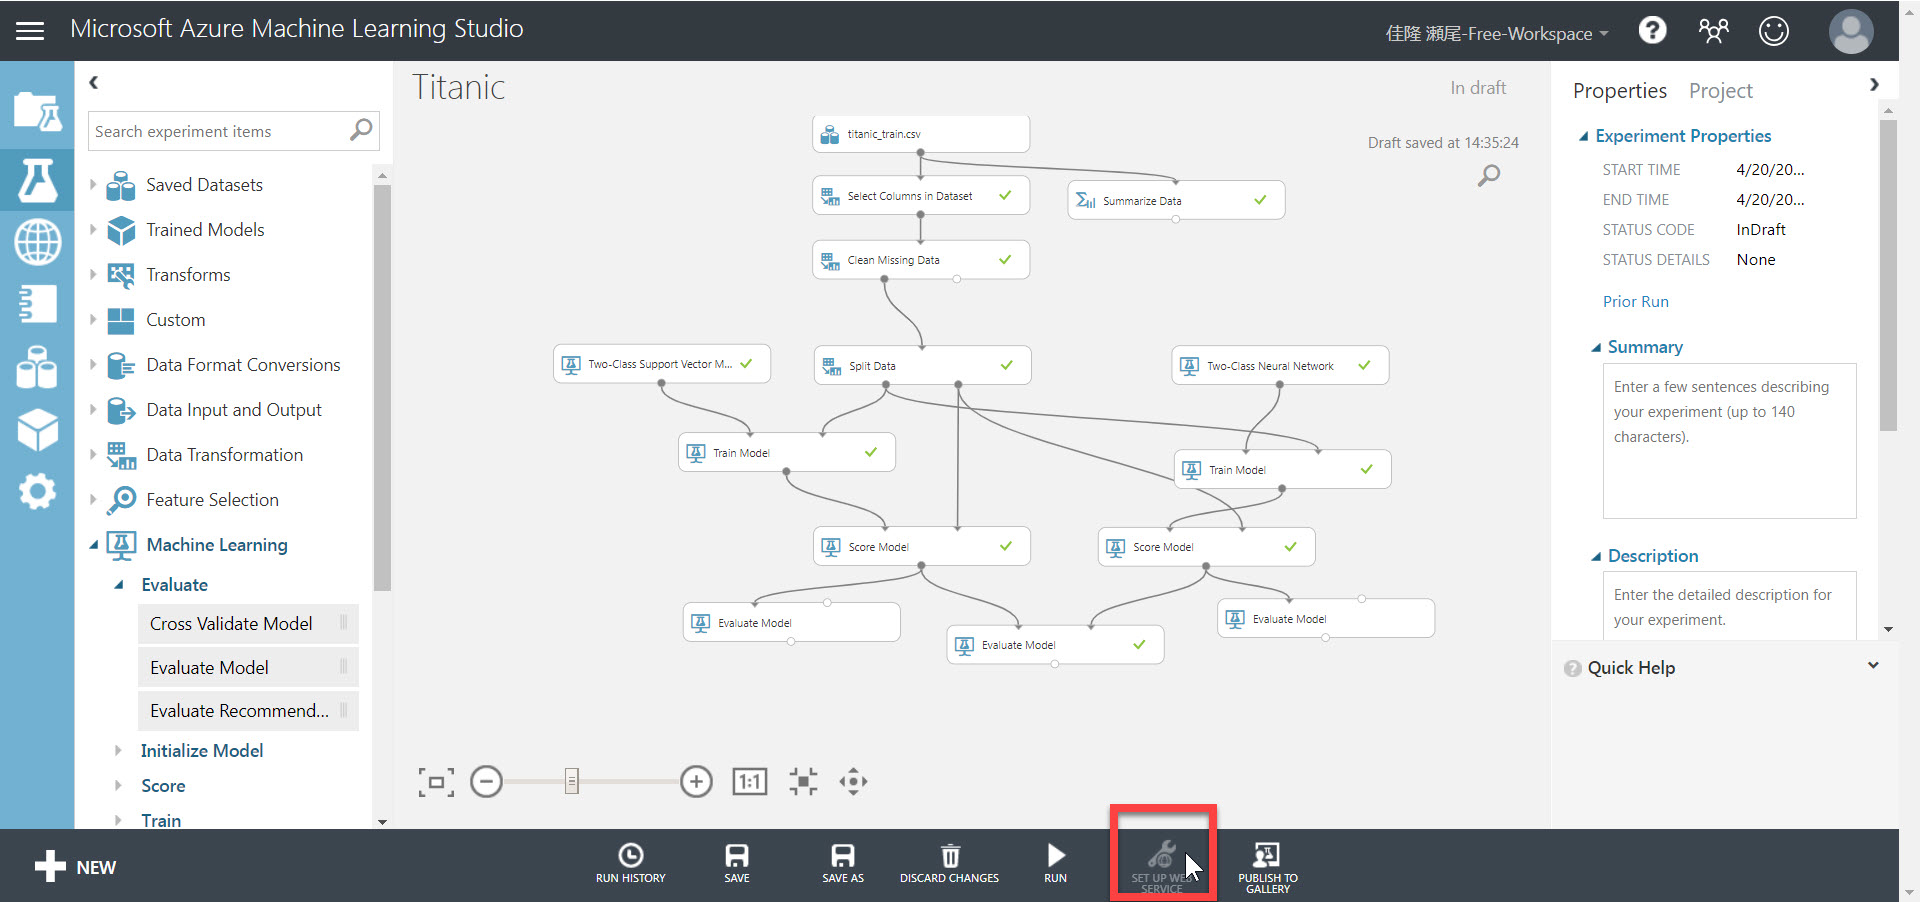 Microsoft Azure Machine Learning Studio
佳隆 瀬尾-Free-Workspace
?
Search experiment items
Saved Datasets
Trained Models
Transforms
Custom
Data Format Conversions
Data Input and Output
Data Transformation
Feature Selection
Machine Learning
Evaluate
Cross Validate Model
Evaluate Model
Evaluate Recommend...
Initialize Model
Score
Train
Titanic
In draft
Draft saved at 14:35:24
titanic_train.csv
Select Columns in Dataset
Summarize Data
Clean Missing Data
Two-Class Support Vector M...
Split Data
Two-Class Neural Network
Train Model
Train Model
Score Model
Score Model
Evaluate Model
Evaluate Model
Evaluate Model
1:1
Properties
Project
Experiment Properties
START TIME 4/20/20...
END TIME 4/20/20...
STATUS CODE InDraft
STATUS DETAILS None
Prior Run
Summary
Enter a few sentences describing
your experiment (up to 140
characters).
Description
Enter the detailed description for
your experiment.
? Quick Help
NEW
RUN HISTORY
SAVE
SAVE AS
DISCARD CHANGES
RUN
SET UP WEB
SERVICE
PUBLISH TO
GALLERY